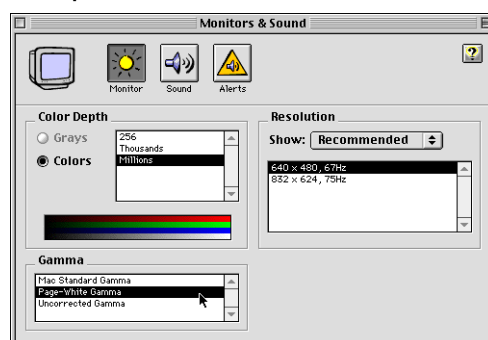 Monitors & Sound
Monitor Sound Alerts
?
Color Depth
Grays
Colors
256
Thousands
Millions
Resolution
Show: Recommended
640 x 480, 67Hz
832 x 624, 75Hz
Gamma
Mac Standard Gamma
Page-White Gamma
Uncorrected Gamma